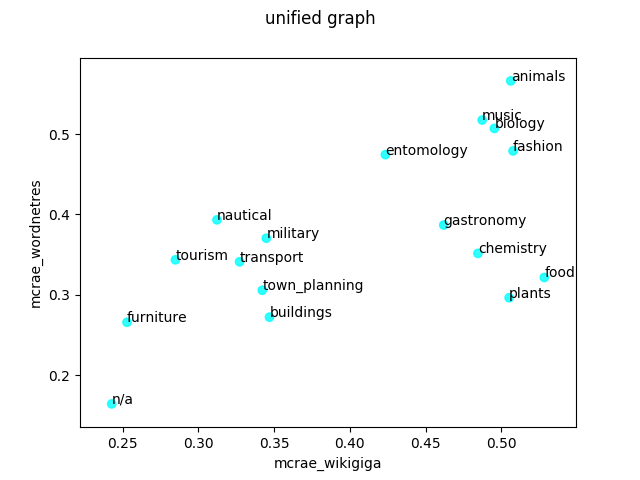 unified graph
animals
music
biology
fashion
entomology
nautical
gastronomy
military
chemistry
tourism
transport
food
town_planning
plants
buildings
furniture
n/a
0.5
0.4
0.3
0.2
mcrae_wordnetres
0.25 0.30 0.35 0.40 0.45 0.50
mcrae_wikigiga